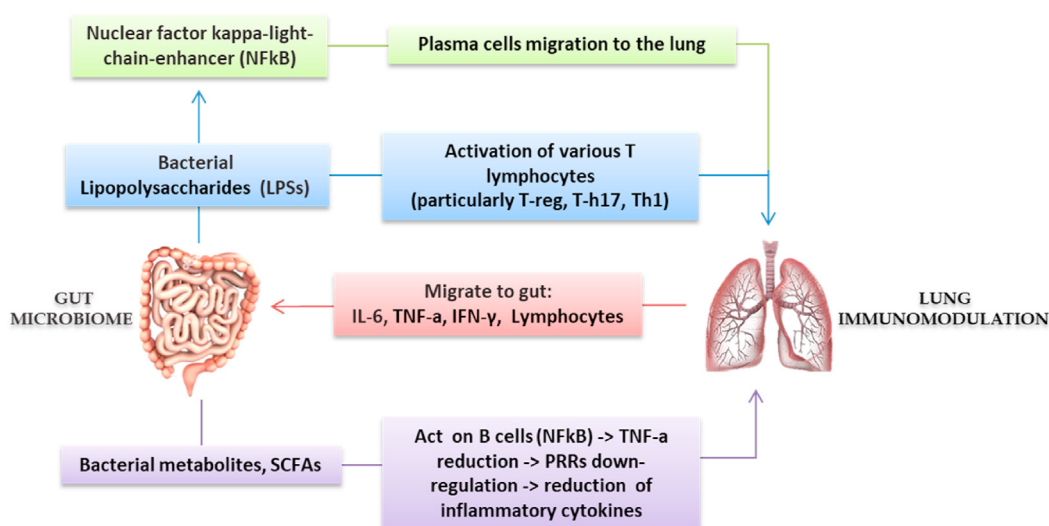 Nuclear factor kappa-light-
chain-enhancer (NFkB)
Plasma cells migration to the lung
Bacterial
Lipopolysaccharides (LPSs)
Activation of various T
lymphocytes
(particularly T-reg, T-h17, Th1)
GUT
MICROBIOME
Migrate to gut:
IL-6, TNF-a, IFN-γ, Lymphocytes
LUNG
IMMUNOMODULATION
Bacterial metabolites, SCFAs
Act on B cells (NFkB) -> TNF-a
reduction -> PRRs down-
regulation -> reduction of
inflammatory cytokines